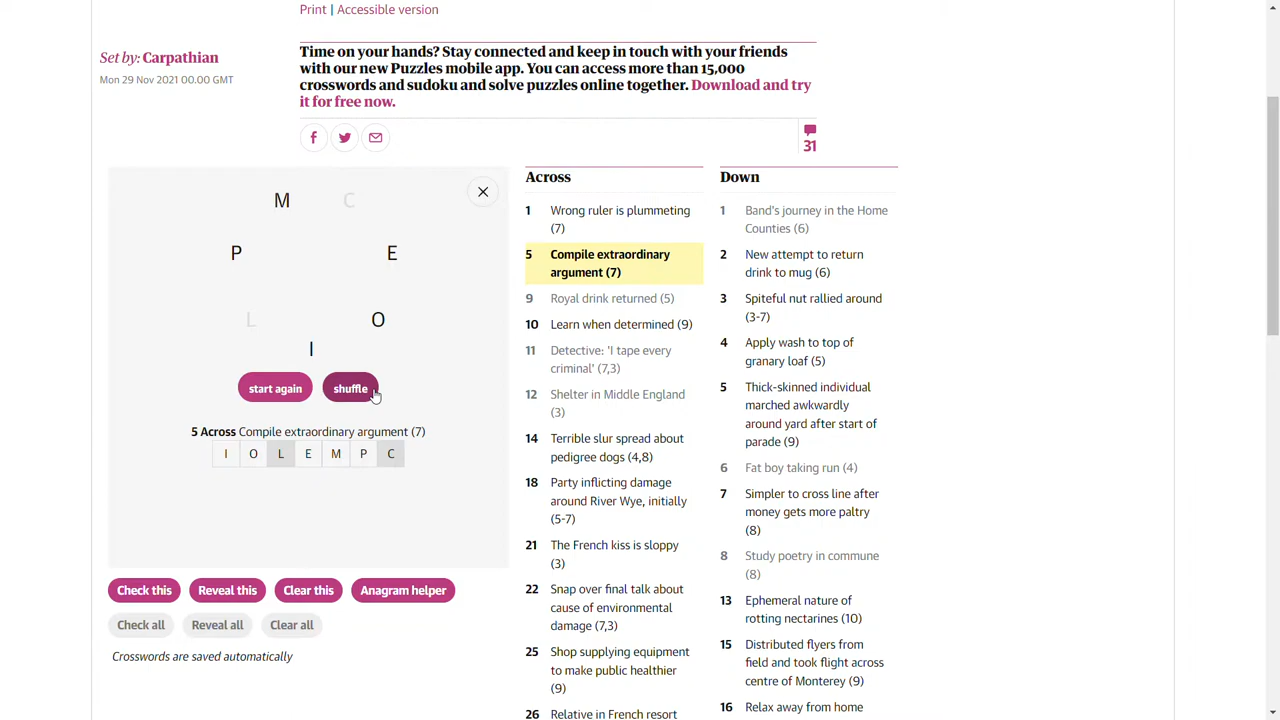 Print | Accessible version
Set by: Carpathian
Mon 29 Nov 2021 00.00 GMT
Time on your hands? Stay connected and keep in touch with your friends
with our new Puzzles mobile app. You can access more than 15,000
crosswords and sudoku and solve puzzles online together. Download and try
it for free now.
31
M C
P E
L O
I
start again shuffle
5 Across Compile extraordinary argument (7)
I O L E M P C
Check this Reveal this Clear this Anagram helper
Check all Reveal all Clear all
Crosswords are saved automatically
Across
1 Wrong ruler is plummeting
(7)
5 Compile extraordinary
argument (7)
9 Royal drink returned (5)
10 Learn when determined (9)
11 Detective: 'I tape every
criminal' (7,3)
12 Shelter in Middle England
(3)
14 Terrible slur spread about
pedigree dogs (4,8)
18 Party inflicting damage
around River Wye, initially
(5-7)
21 The French kiss is sloppy
(3)
22 Snap over final talk about
cause of environmental
damage (7,3)
25 Shop supplying equipment
to make public healthier
(9)
26 Relative in French resort
Down
1 Band's journey in the Home
Counties (6)
2 New attempt to return
drink to mug (6)
3 Spiteful nut rallied around
(3-7)
4 Apply wash to top of
granary loaf (5)
5 Thick-skinned individual
marched awkwardly
around yard after start of
parade (9)
6 Fat boy taking run (4)
7 Simpler to cross line after
money gets more paltry
(8)
8 Study poetry in commune
(8)
13 Ephemeral nature of
rotting nectarines (10)
15 Distributed flyers from
field and took flight across
centre of Monterey (9)
16 Relax away from home